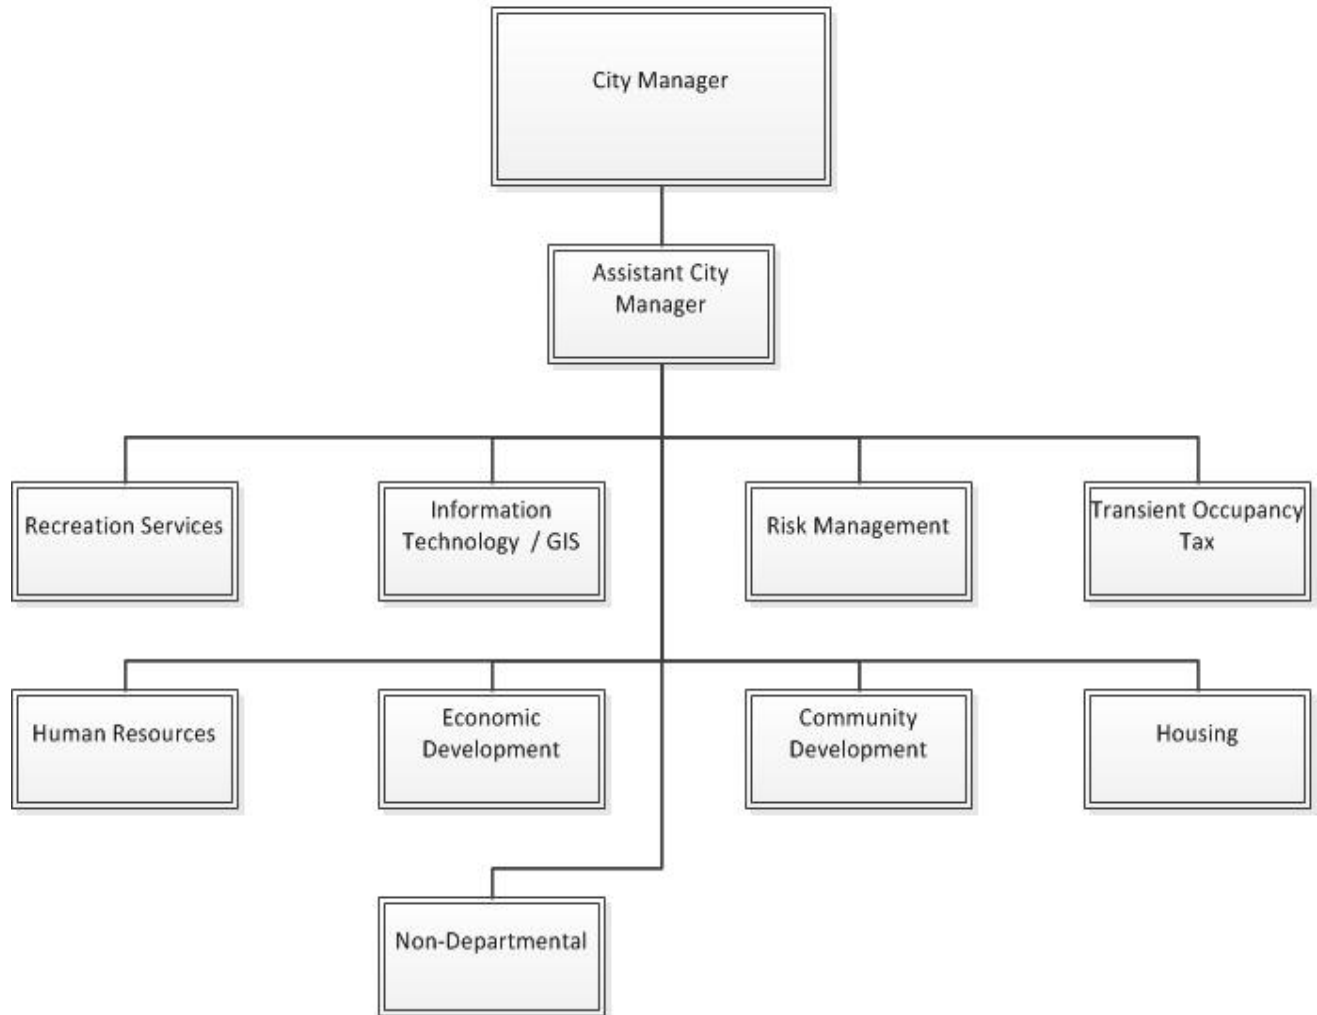 City Manager
Assistant City
Manager
Recreation Services
Information
Technology / GIS
Risk Management
Transient Occupancy
Tax
Human Resources
Economic
Development
Community
Development
Housing
Non-Departmental